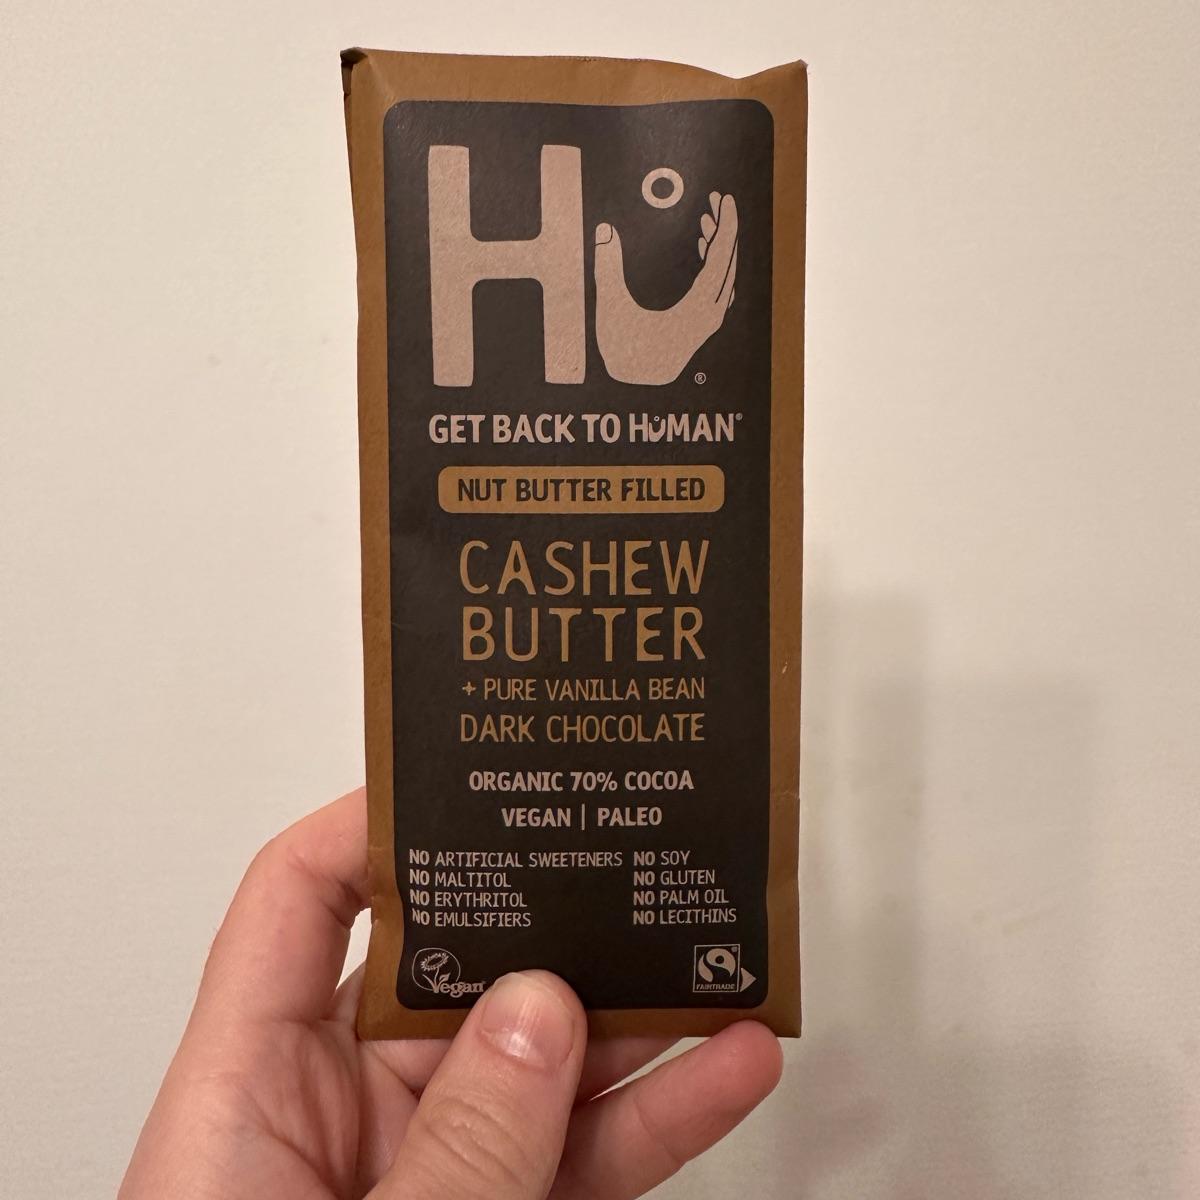 Hu®
GET BACK TO HUMAN®
NUT BUTTER FILLED
CASHEW
BUTTER
+ PURE VANILLA BEAN
DARK CHOCOLATE
ORGANIC 70% COCOA
VEGAN | PALEO
NO ARTIFICIAL SWEETENERS
NO MALTITOL
NO ERYTHRITOL
NO EMULSIFIERS
NO SOY
NO GLUTEN
NO PALM OIL
NO LECITHINS
Vegan
FAIRTRADE